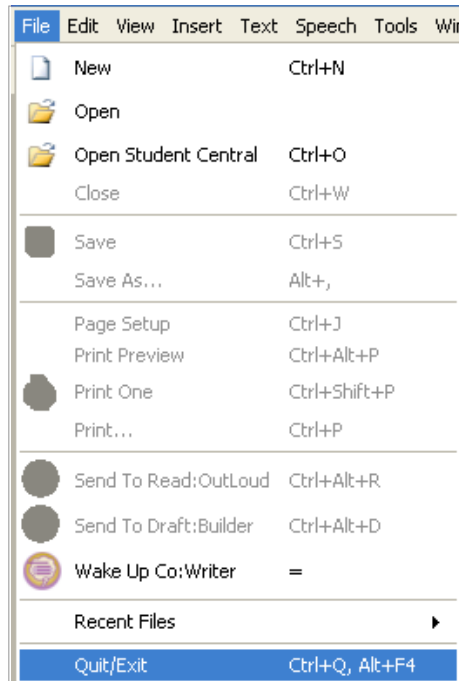 File Edit View Insert Text Speech Tools Wi
New Ctrl+N
Open
Open Student Central Ctrl+O
Close Ctrl+W
Save Ctrl+S
Save As... Alt+,
Page Setup Ctrl+J
Print Preview Ctrl+Alt+P
Print One Ctrl+Shift+P
Print... Ctrl+P
Send To Read:OutLoud Ctrl+Alt+R
Send To Draft:Builder Ctrl+Alt+D
Wake Up Co:Writer =
Recent Files
Quit/Exit Ctrl+Q, Alt+F4